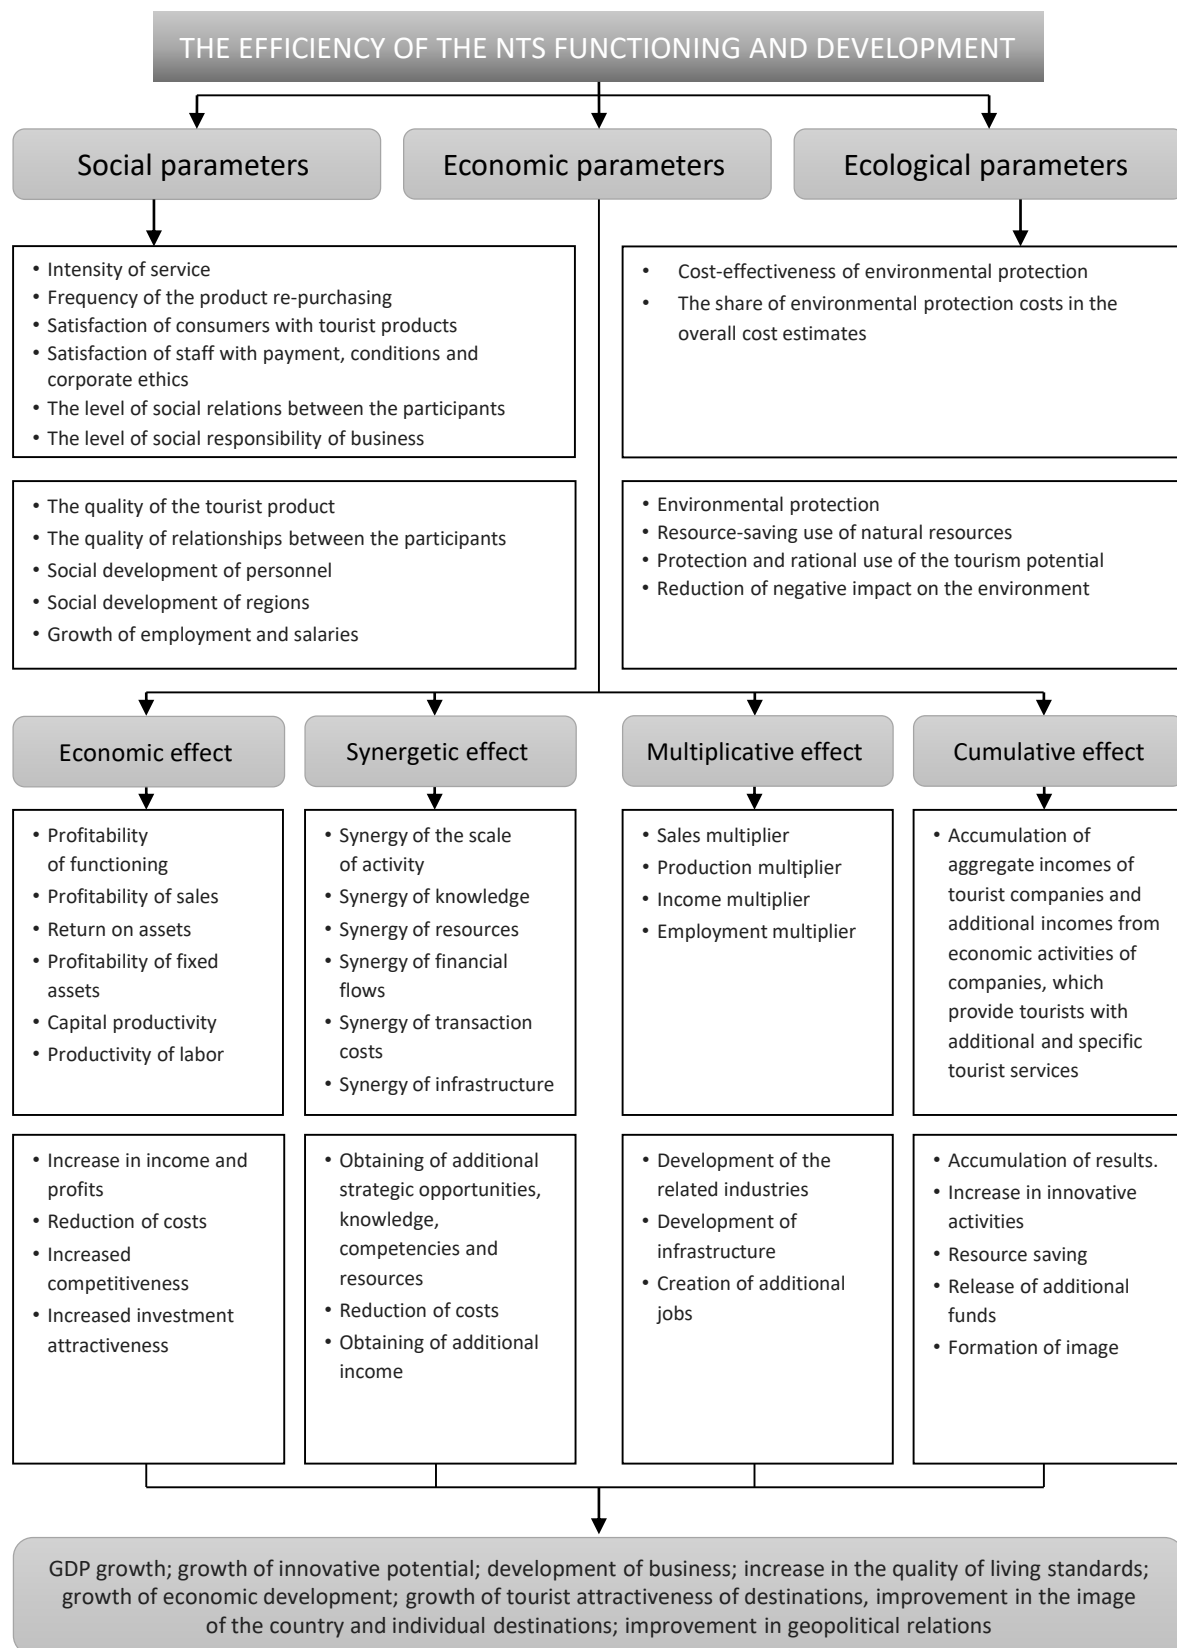 THE EFFICIENCY OF THE NTS FUNCTIONING AND DEVELOPMENT
Social parameters
Economic parameters
Ecological parameters
• Intensity of service
• Frequency of the product re-purchasing
• Satisfaction of consumers with tourist products
• Satisfaction of staff with payment, conditions and
corporate ethics
• The level of social relations between the participants
• The level of social responsibility of business
• Cost-effectiveness of environmental protection
• The share of environmental protection costs in the
overall cost estimates
• The quality of the tourist product
• The quality of relationships between the participants
• Social development of personnel
• Social development of regions
• Growth of employment and salaries
• Environmental protection
• Resource-saving use of natural resources
• Protection and rational use of the tourism potential
• Reduction of negative impact on the environment
Economic effect
Synergetic effect
Multiplicative effect
Cumulative effect
• Profitability
of functioning
• Profitability of sales
• Return on assets
• Profitability of fixed
assets
• Capital productivity
• Productivity of labor
• Synergy of the scale
of activity
• Synergy of knowledge
• Synergy of resources
• Synergy of financial
flows
• Synergy of transaction
costs
• Synergy of infrastructure
• Sales multiplier
• Production multiplier
• Income multiplier
• Employment multiplier
• Accumulation of
aggregate incomes of
tourist companies and
additional incomes from
economic activities of
companies, which
provide tourists with
additional and specific
tourist services
• Increase in income and
profits
• Reduction of costs
• Increased
competitiveness
• Increased investment
attractiveness
• Obtaining of additional
strategic opportunities,
knowledge,
competencies and
resources
• Reduction of costs
• Obtaining of additional
income
• Development of the
related industries
• Development of
infrastructure
• Creation of additional
jobs
• Accumulation of results.
• Increase in innovative
activities
• Resource saving
• Release of additional
funds
• Formation of image
GDP growth; growth of innovative potential; development of business; increase in the quality of living standards;
growth of economic development; growth of tourist attractiveness of destinations, improvement in the image
of the country and individual destinations; improvement in geopolitical relations